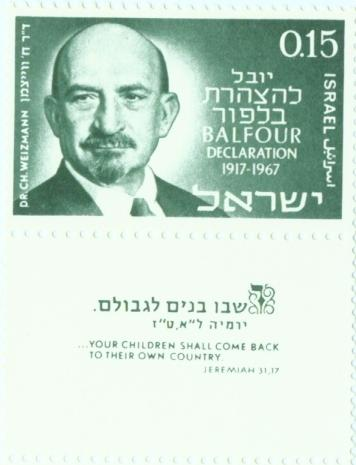 ד״ר ח׳ ווייצמן
DR. CH. WEIZMANN
0.15
יובל
להצהרת
בלפור
BALFOUR
DECLARATION
1917-1967
ישראל
ISRAEL اسرائيل
שבו בנים לגבולם.
ירמיה ל״א,ט״ז
...YOUR CHILDREN SHALL COME BACK
TO THEIR OWN COUNTRY.
JEREMIAH 31,17